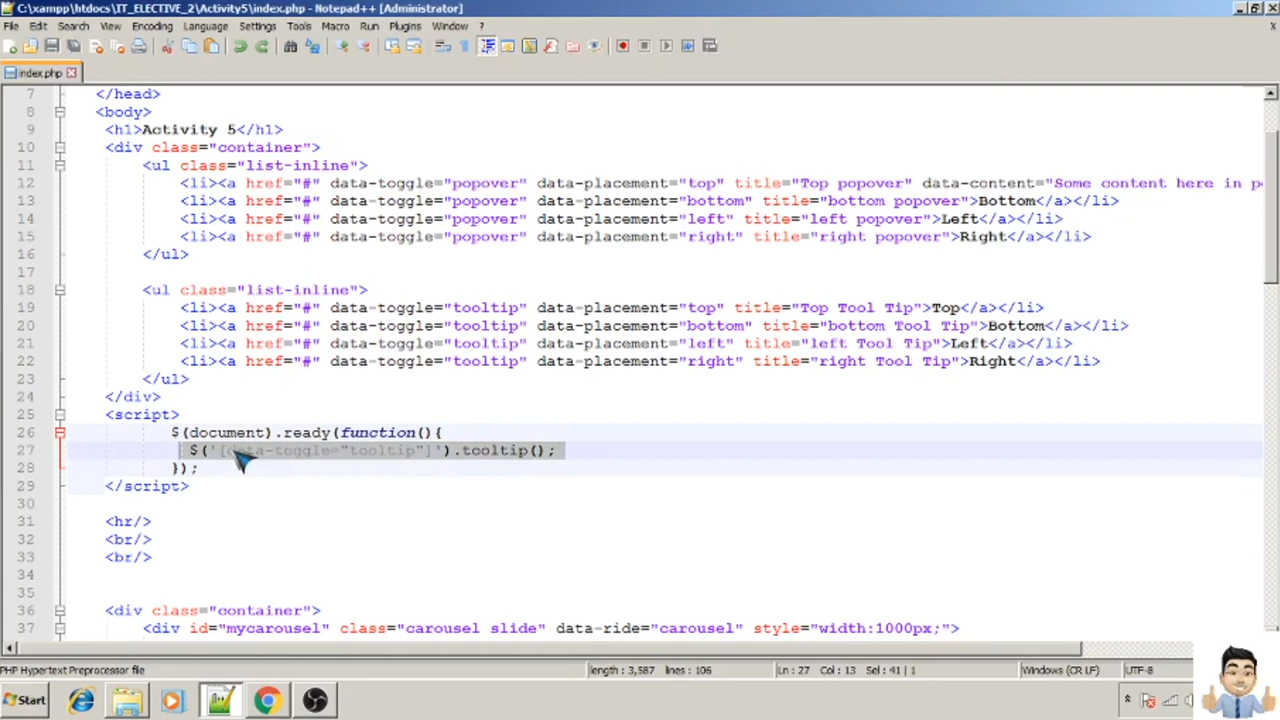 C:\xampp\htdocs\IT_ELECTIVE_2\Activity5\index.php - Notepad++ [Administrator]
File Edit Search View Encoding Language Settings Tools Macro Run Plugins Window ?
X
index.php
7 </head>
8 <body>
9 <h1>Activity 5</h1>
10 <div class="container">
11 <ul class="list-inline">
12 <li><a href="#" data-toggle="popover" data-placement="top" title="Top popover" data-content="Some content here in p
13 <li><a href="#" data-toggle="popover" data-placement="bottom" title="bottom popover">Bottom</a></li>
14 <li><a href="#" data-toggle="popover" data-placement="left" title="left popover">Left</a></li>
15 <li><a href="#" data-toggle="popover" data-placement="right" title="right popover">Right</a></li>
16 </ul>
17
18 <ul class="list-inline">
19 <li><a href="#" data-toggle="tooltip" data-placement="top" title="Top Tool Tip">Top</a></li>
20 <li><a href="#" data-toggle="tooltip" data-placement="bottom" title="bottom Tool Tip">Bottom</a></li>
21 <li><a href="#" data-toggle="tooltip" data-placement="left" title="left Tool Tip">Left</a></li>
22 <li><a href="#" data-toggle="tooltip" data-placement="right" title="right Tool Tip">Right</a></li>
23 </ul>
24 </div>
25 <script>
26 $(document).ready(function(){
27 $('[data-toggle="tooltip"]').tooltip();
28 });
29 </script>
30
31 <hr/>
32 <br/>
33 <br/>
34
35
36 <div class="container">
37 <div id="mycarousel" class="carousel slide" data-ride="carousel" style="width:1000px;">
PHP Hypertext Preprocessor file length : 3,587 lines : 106 Ln : 27 Col : 13 Sel : 41 | 1 Windows (CR LF) UTF-8
Start